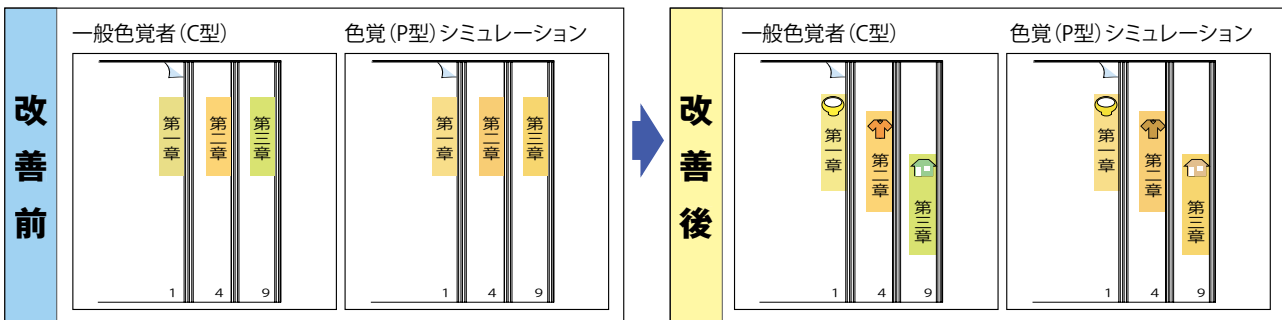 改善前
一般色覚者（C型）
第一章
第二章
第三章
1 4 9
色覚（P型）シミュレーション
第一章
第二章
第三章
1 4 9
改善後
一般色覚者（C型）
第一章
第二章
第三章
1 4 9
色覚（P型）シミュレーション
第一章
第二章
第三章
1 4 9